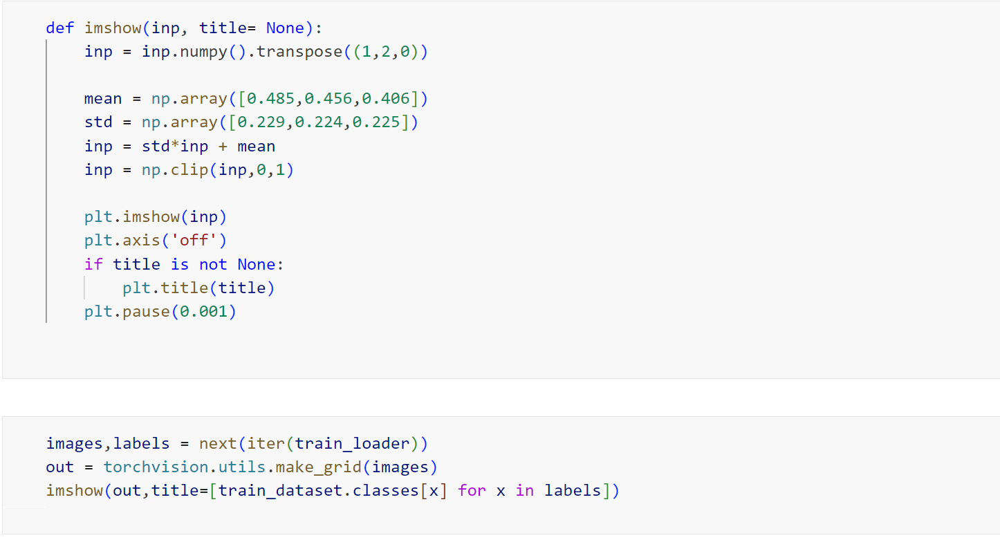 def imshow(inp, title= None):
    inp = inp.numpy().transpose((1,2,0))
    mean = np.array([0.485,0.456,0.406])
    std = np.array([0.229,0.224,0.225])
    inp = std*inp + mean
    inp = np.clip(inp,0,1)
    plt.imshow(inp)
    plt.axis('off')
    if title is not None:
        plt.title(title)
    plt.pause(0.001)
images,labels = next(iter(train_loader))
out = torchvision.utils.make_grid(images)
imshow(out,title=[train_dataset.classes[x] for x in labels])